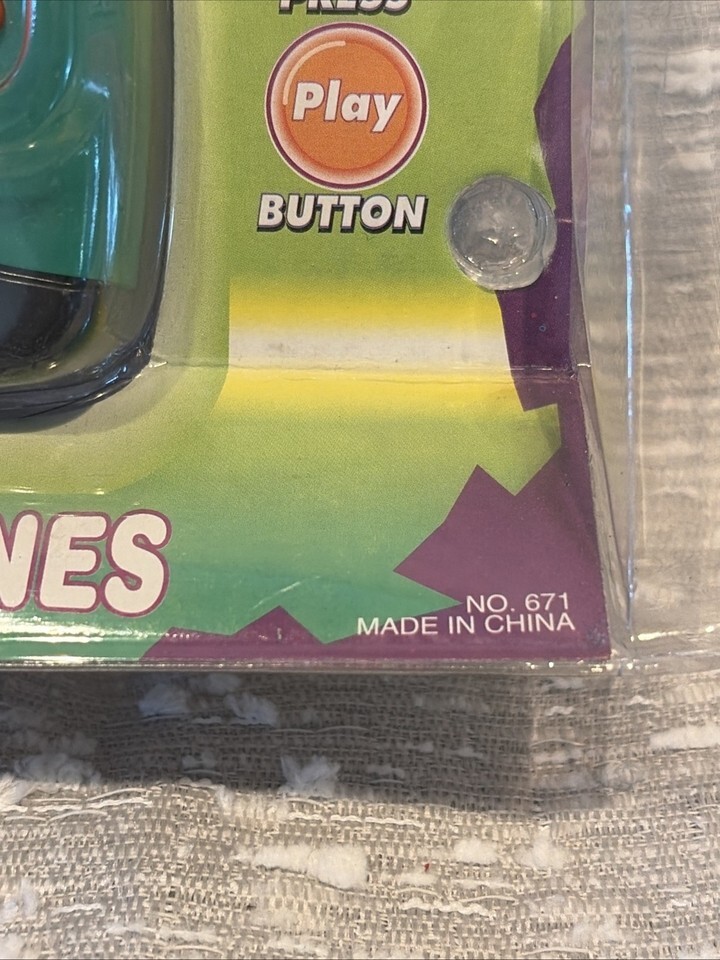 PRESS
Play
BUTTON
NES
NO. 671
MADE IN CHINA